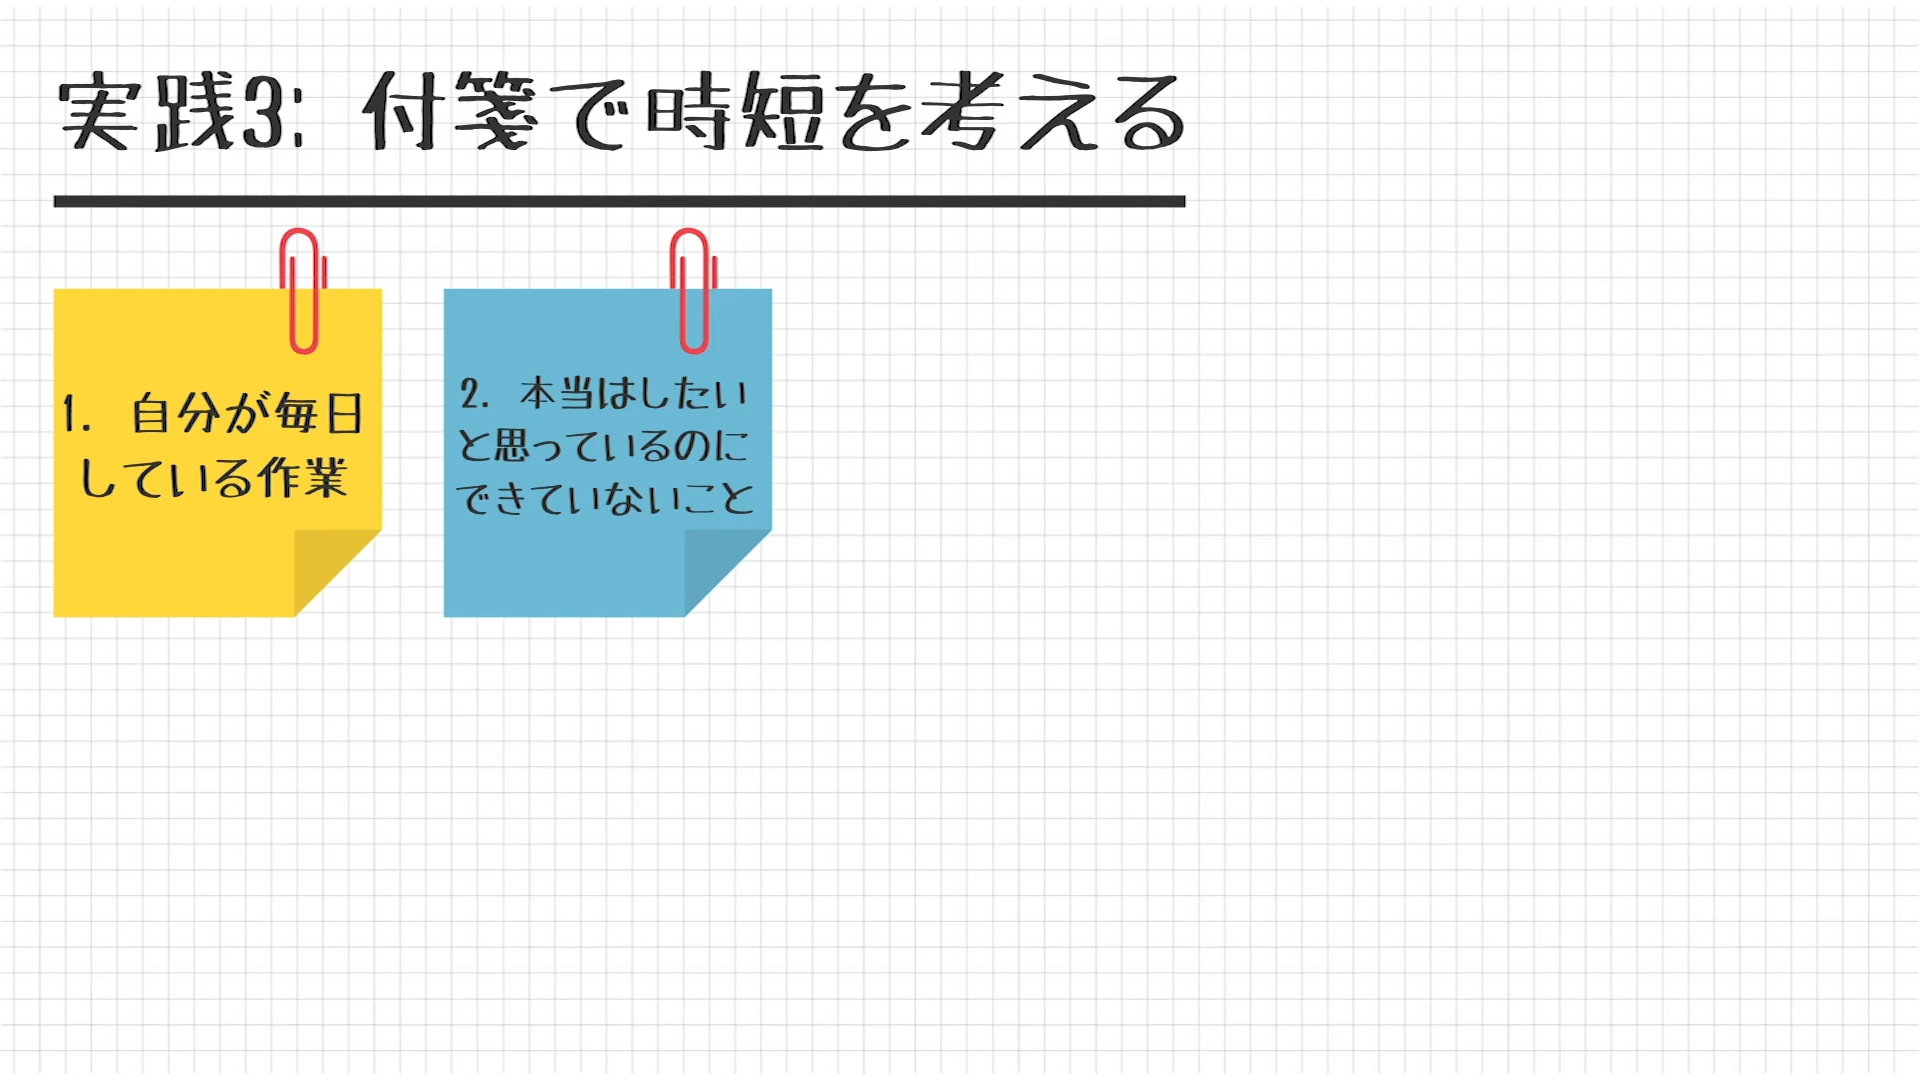 実践3: 付箋で時短を考える
1. 自分が毎日
している作業
2. 本当はしたい
と思っているのに
できていないこと